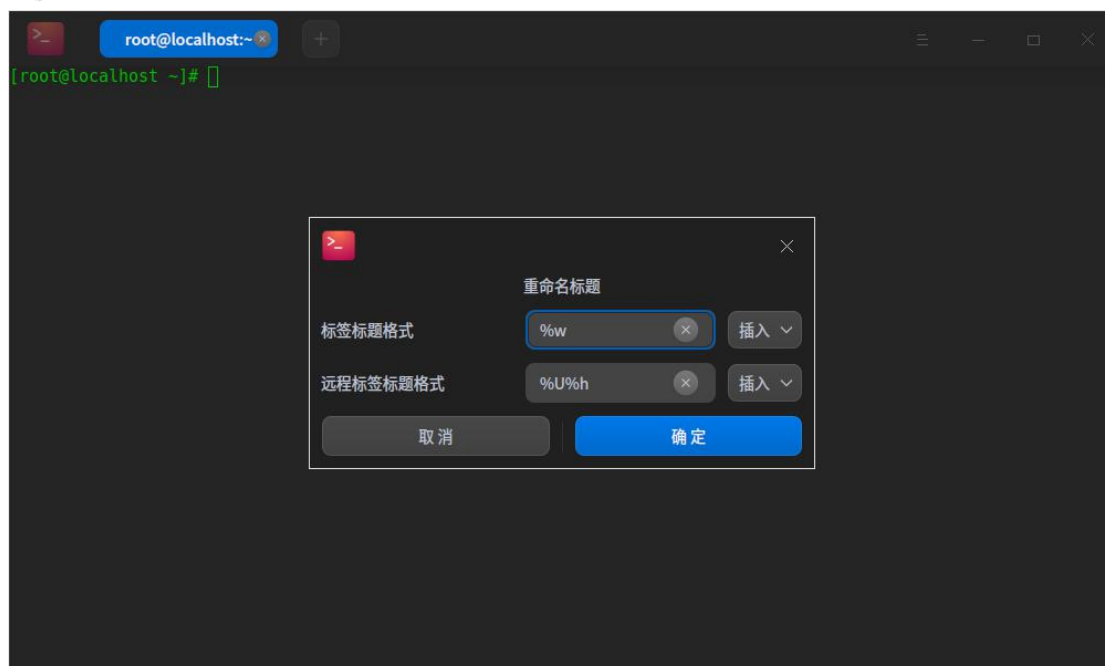 root@localhost:~
[root@localhost ~]#
重命名标题
标签标题格式 %w 插入
远程标签标题格式 %U%h 插入
取消 确定